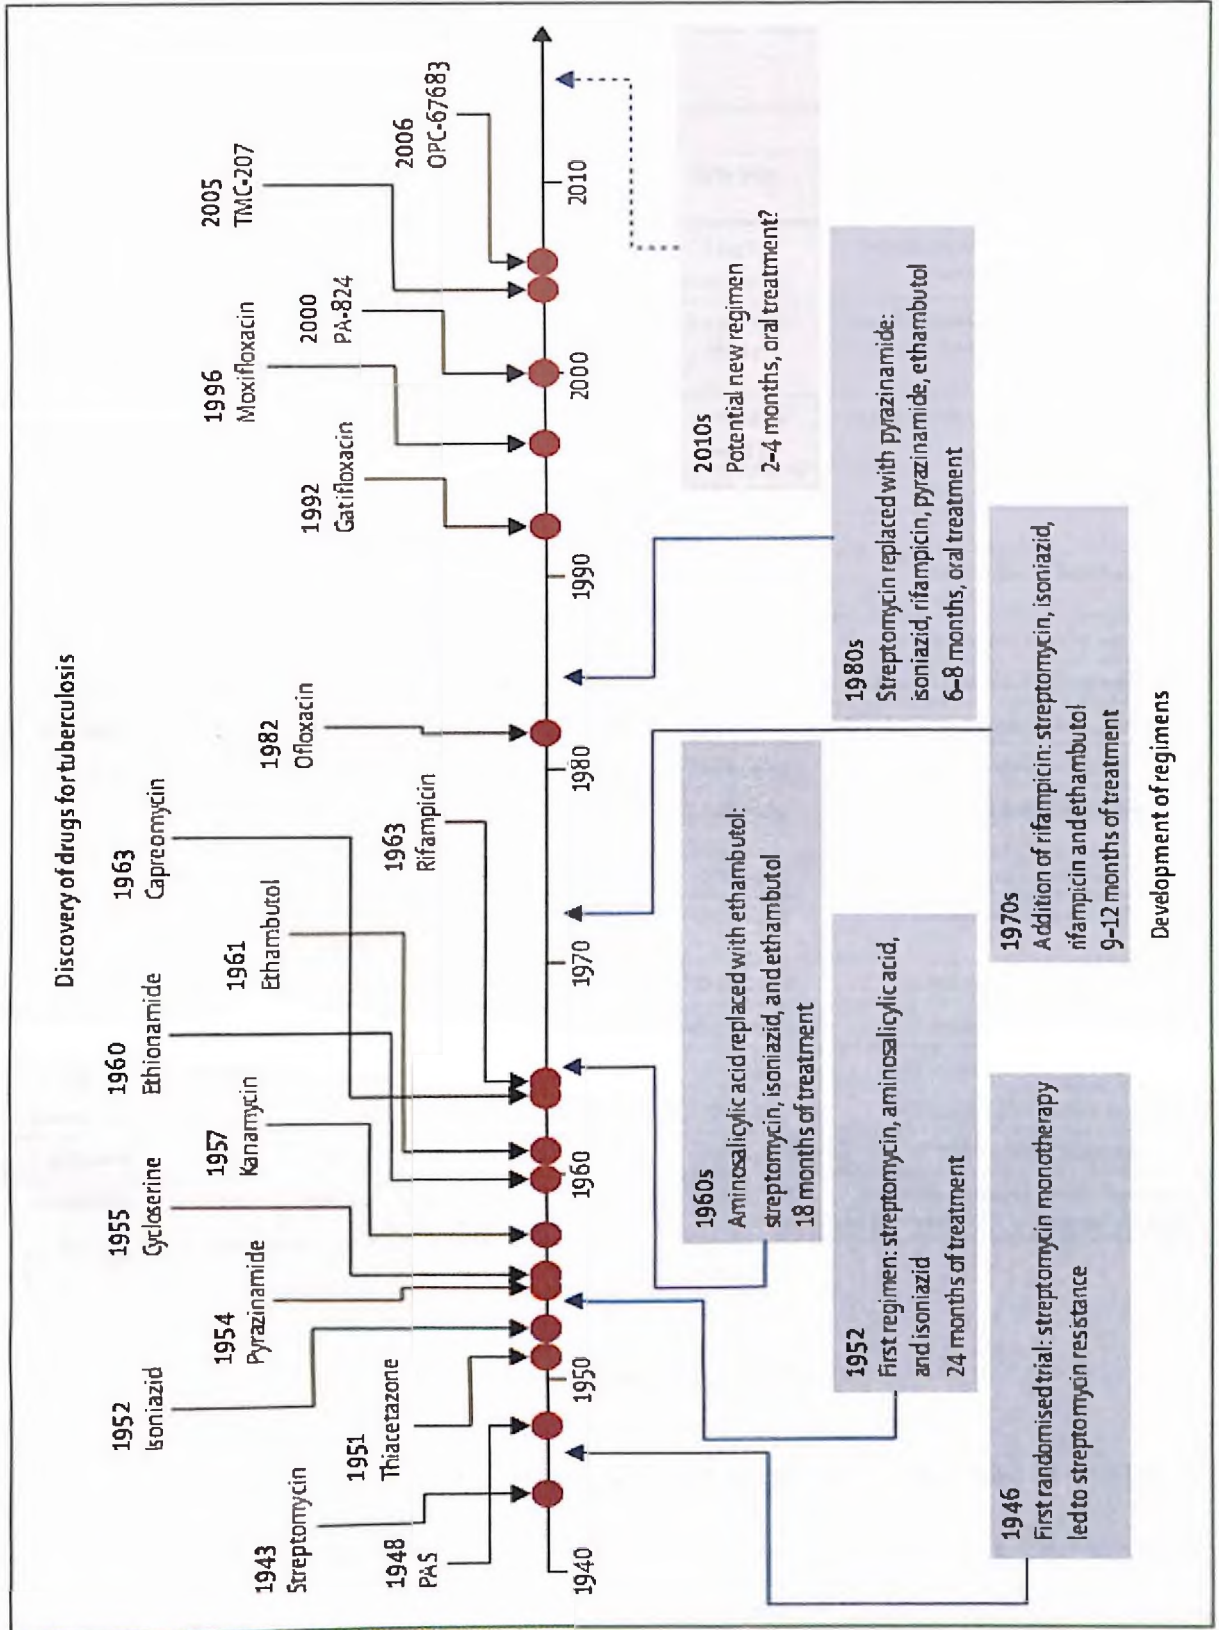 Discovery of drugs for tuberculosis
1943
Streptomycin
1948
PAS
1951
Thiacetazone
1952
Isoniazid
1954
Pyrazinamide
1955
Cycloserine
1957
Kanamycin
1960
Ethionamide
1961
Ethambutol
1963
Capreomycin
1963
Rifampicin
1982
Ofloxacin
1992
Gatifloxacin
1996
Moxifloxacin
2000
PA-824
2005
TMC-207
2006
OPC-67683
1940
1950
1960
1970
1980
1990
2000
2010
1946
First randomised trial: streptomycin monotherapy
led to streptomycin resistance
1952
First regimen: streptomycin, aminosalicylic acid,
and isoniazid
24 months of treatment
1960s
Aminosalicylic acid replaced with ethambutol:
streptomycin, isoniazid, and ethambutol
18 months of treatment
1970s
Addition of rifampicin: streptomycin, isoniazid,
rifampicin and ethambutol
9–12 months of treatment
1980s
Streptomycin replaced with pyrazinamide:
isoniazid, rifampicin, pyrazinamide, ethambutol
6–8 months, oral treatment
2010s
Potential new regimen
2–4 months, oral treatment?
Development of regimens